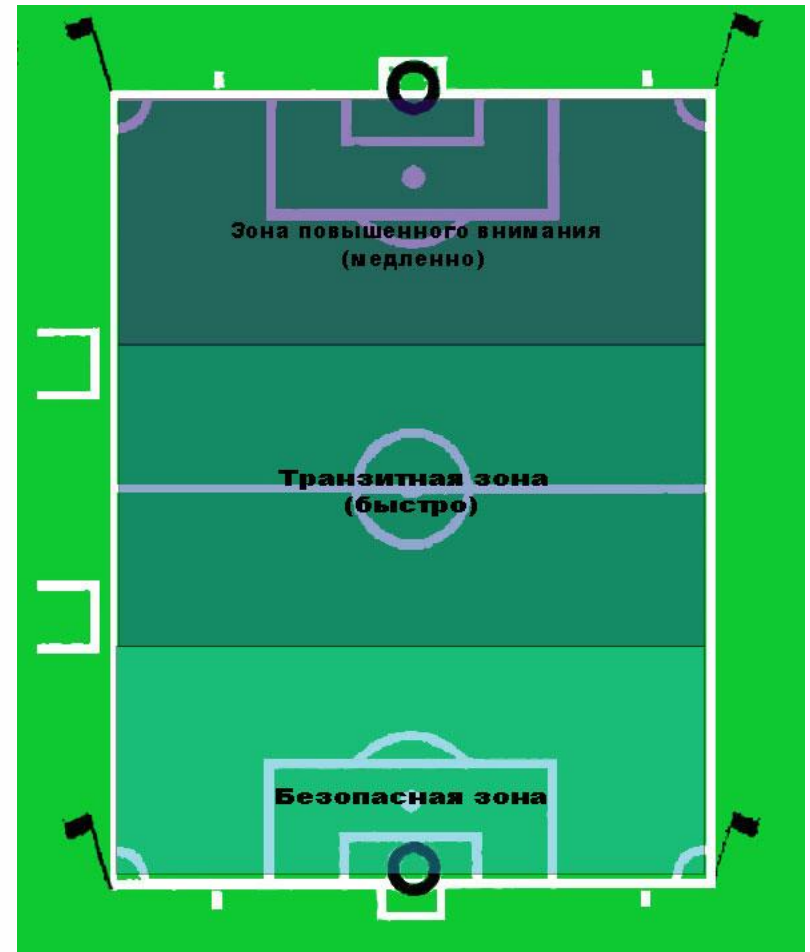 Зона повышенного внимания
(медленно)
Транзитная зона
(быстро)
Безопасная зона